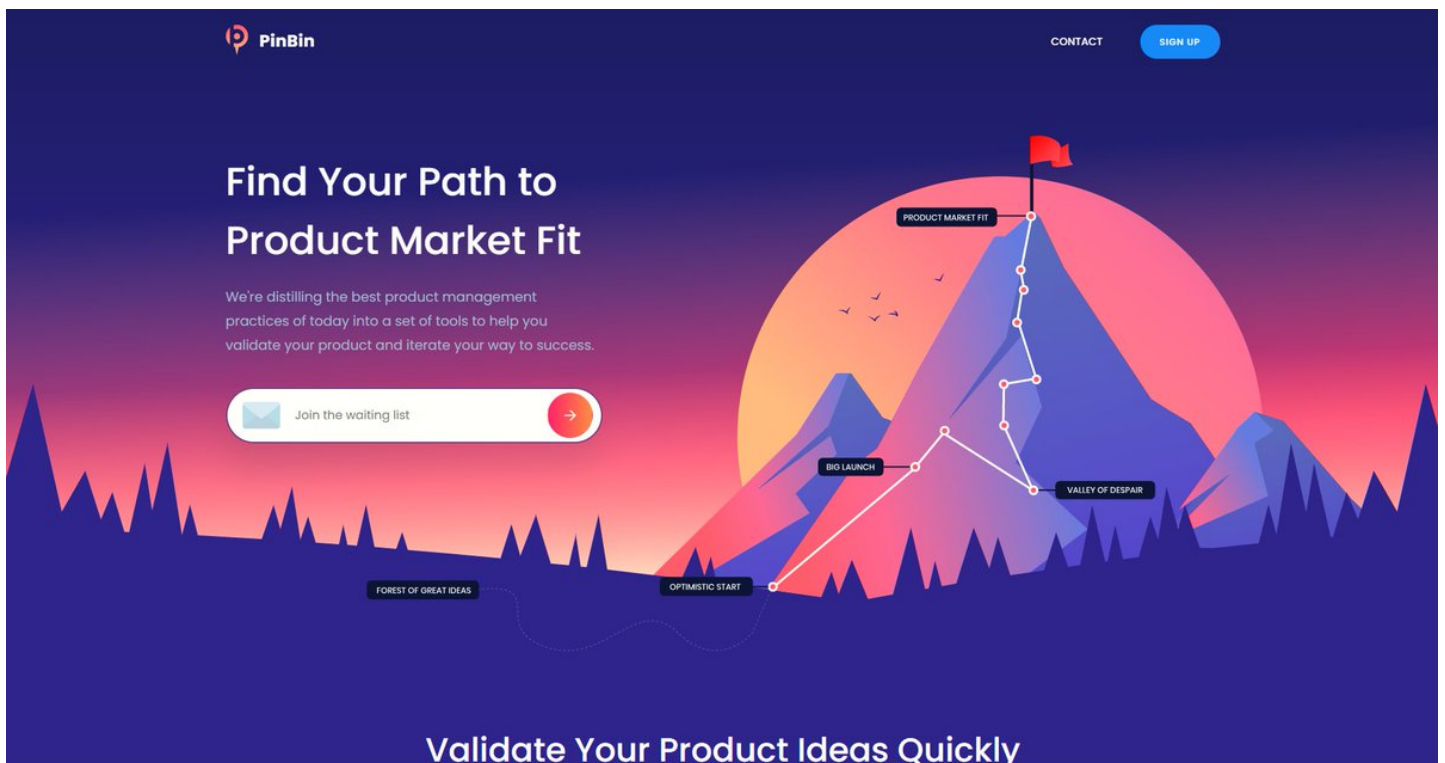 PinBin
CONTACT
SIGN UP
Find Your Path to
Product Market Fit
We're distilling the best product management
practices of today into a set of tools to help you
validate your product and iterate your way to success.
Join the waiting list
PRODUCT MARKET FIT
BIG LAUNCH
VALLEY OF DESPAIR
OPTIMISTIC START
FOREST OF GREAT IDEAS
Validate Your Product Ideas Quickly